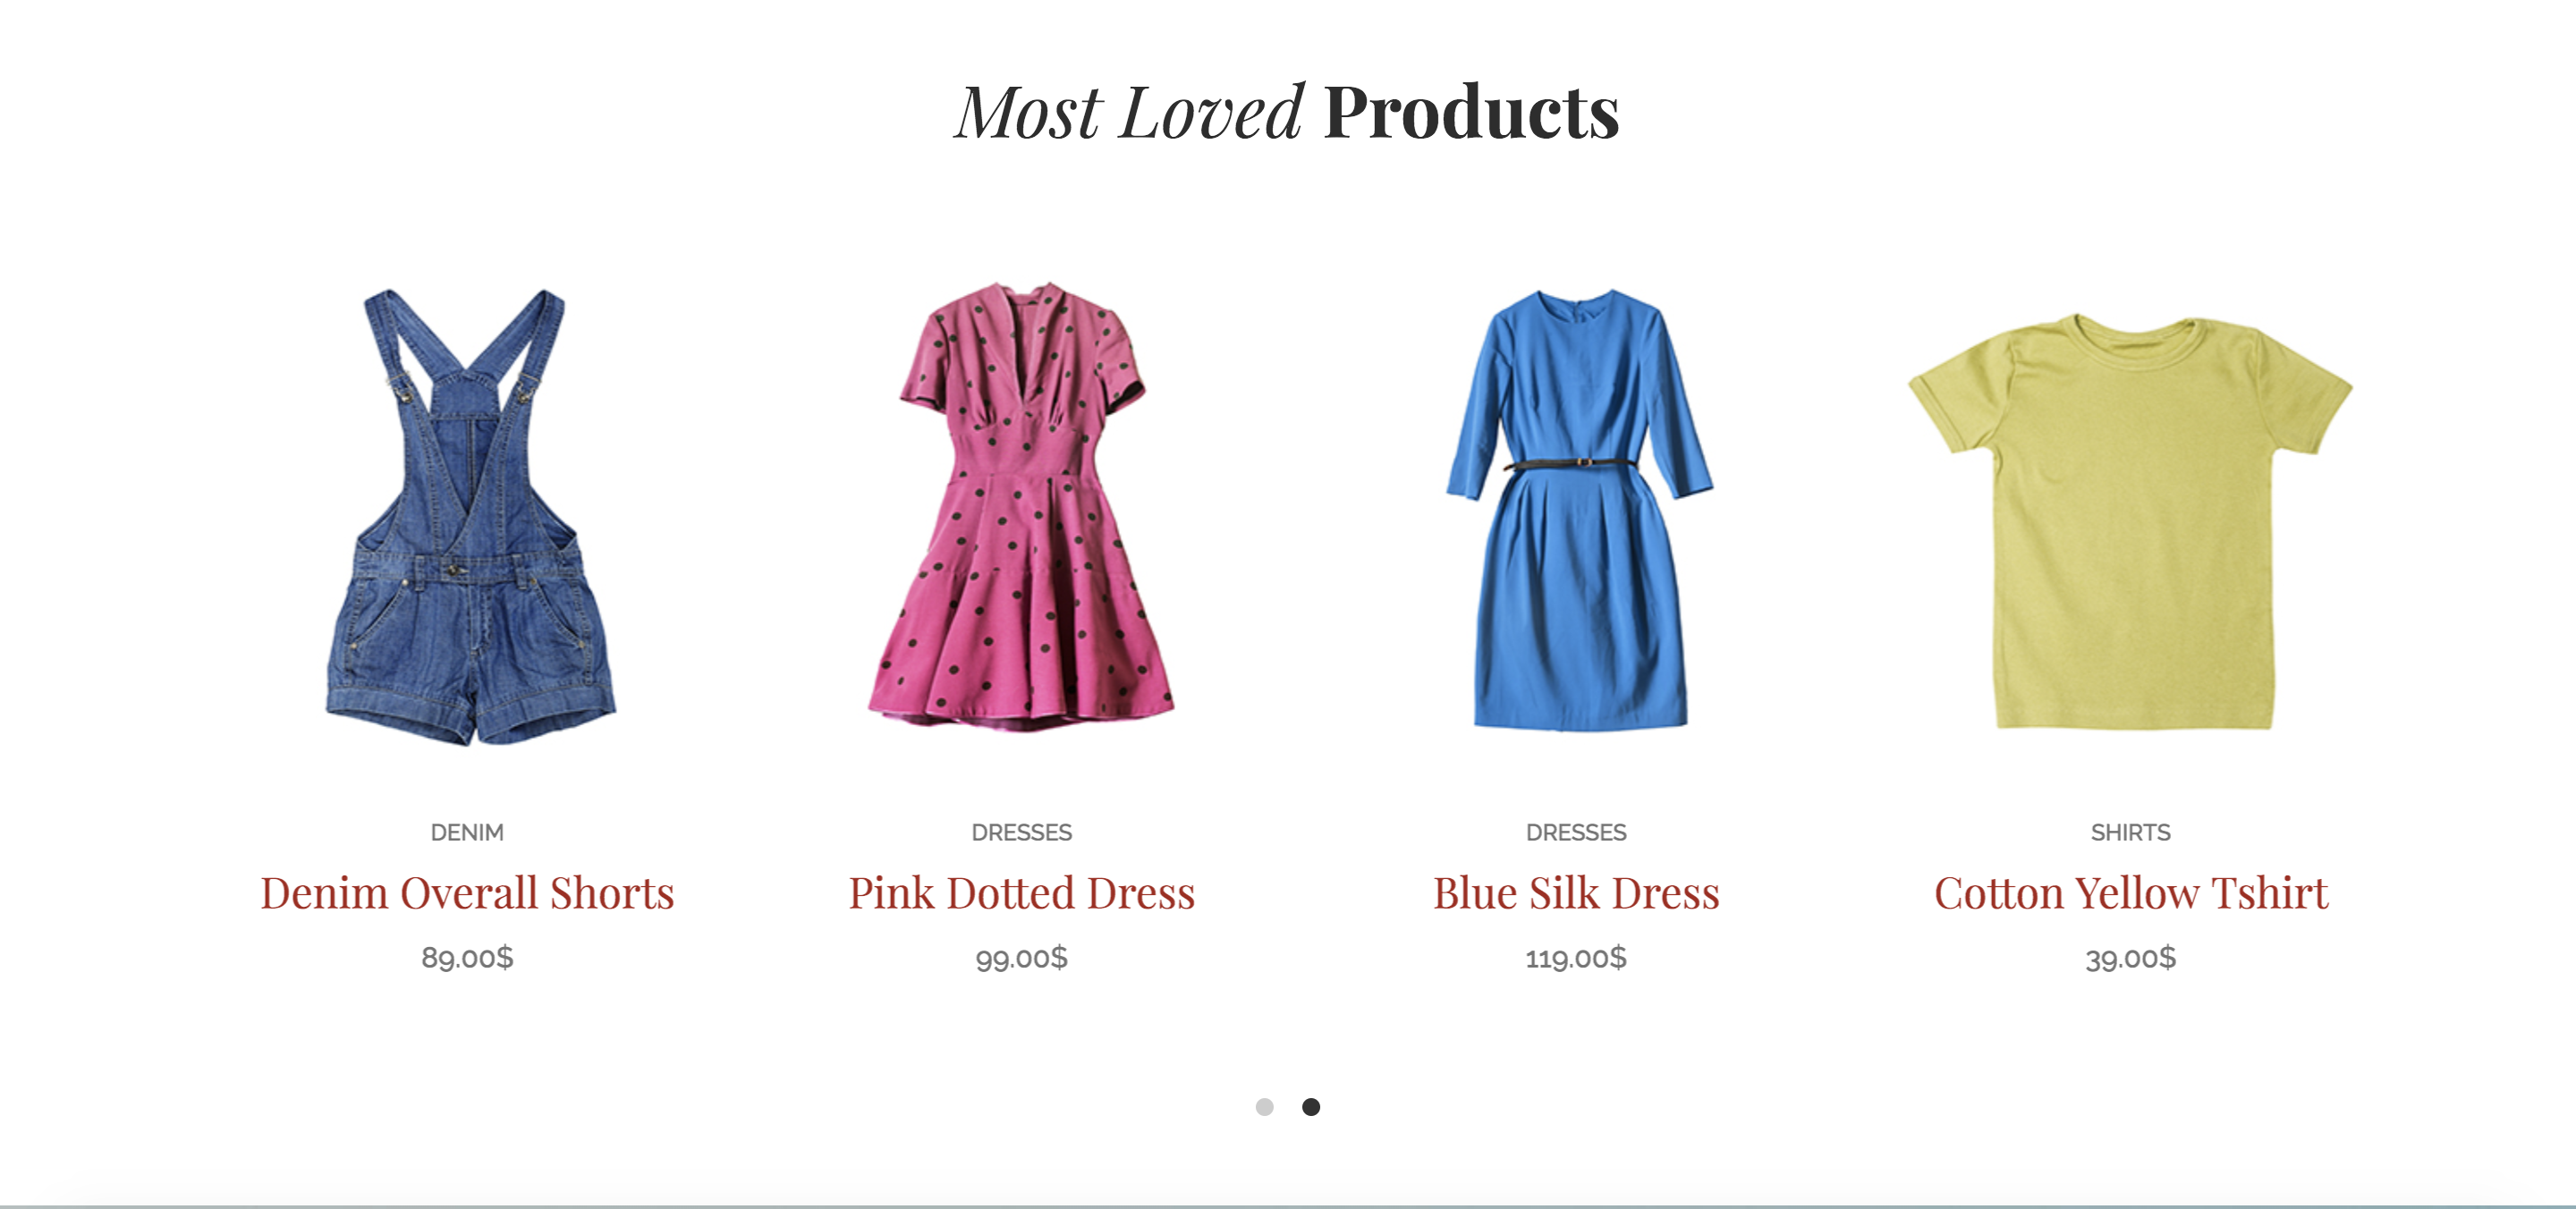 Most Loved Products
DENIM
Denim Overall Shorts
89.00$
DRESSES
Pink Dotted Dress
99.00$
DRESSES
Blue Silk Dress
119.00$
SHIRTS
Cotton Yellow Tshirt
39.00$